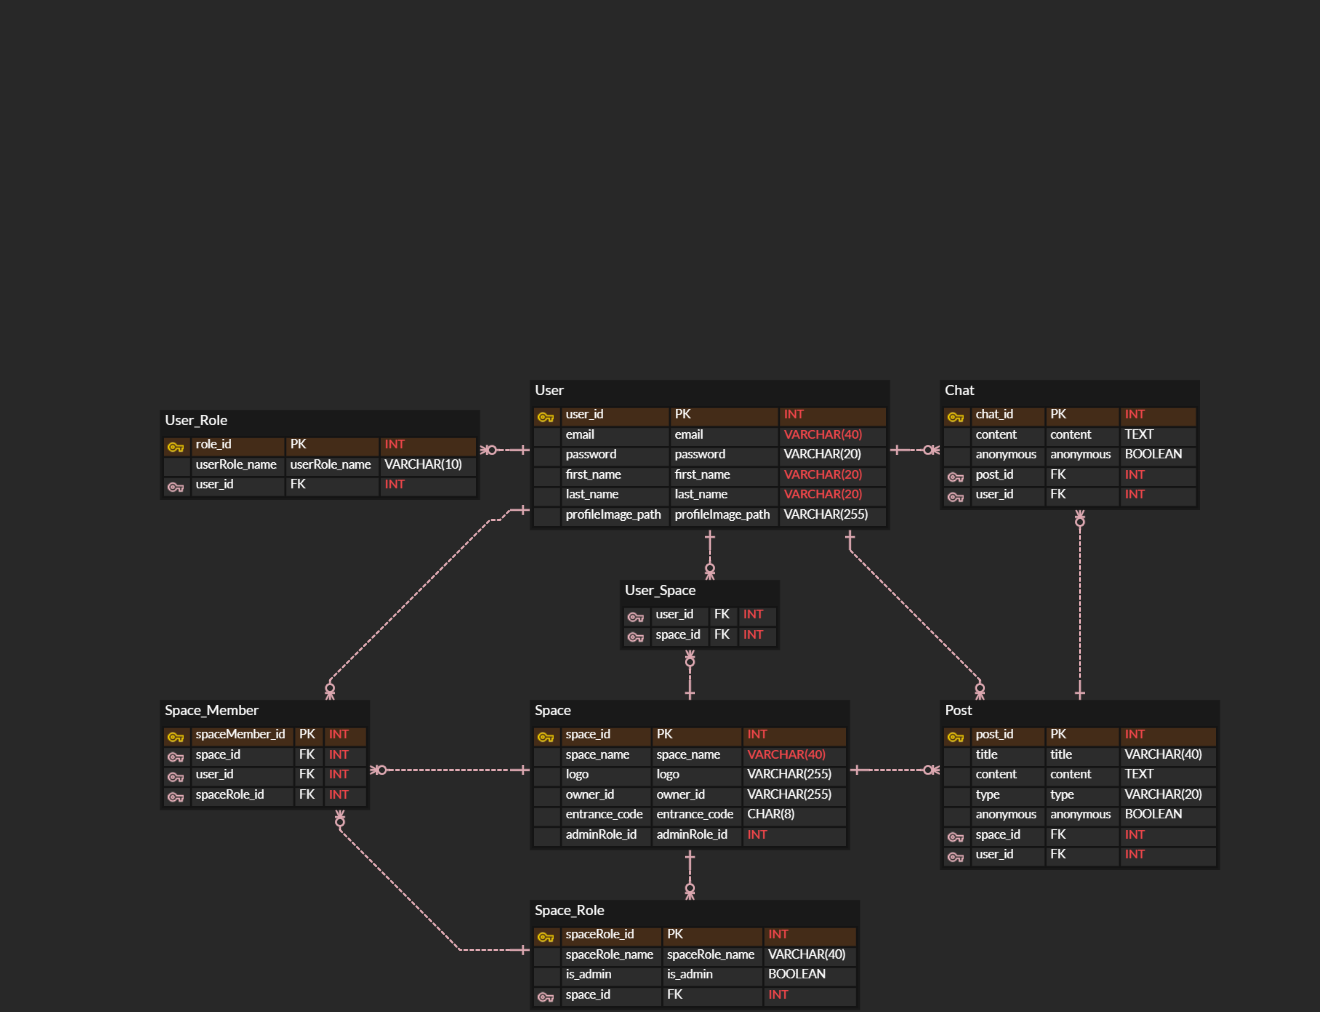 User
user_id PK INT
email email VARCHAR(40)
password password VARCHAR(20)
first_name first_name VARCHAR(20)
last_name last_name VARCHAR(20)
profileImage_path profileImage_path VARCHAR(255)
Chat
chat_id PK INT
content content TEXT
anonymous anonymous BOOLEAN
post_id FK INT
user_id FK INT
User_Role
role_id PK INT
userRole_name userRole_name VARCHAR(10)
user_id FK INT
User_Space
user_id FK INT
space_id FK INT
Space_Member
spaceMember_id PK INT
space_id FK INT
user_id FK INT
spaceRole_id FK INT
Space
space_id PK INT
space_name space_name VARCHAR(40)
logo logo VARCHAR(255)
owner_id owner_id VARCHAR(255)
entrance_code entrance_code CHAR(8)
adminRole_id adminRole_id INT
Post
post_id PK INT
title title VARCHAR(40)
content content TEXT
type type VARCHAR(20)
anonymous anonymous BOOLEAN
space_id FK INT
user_id FK INT
Space_Role
spaceRole_id PK INT
spaceRole_name spaceRole_name VARCHAR(40)
is_admin is_admin BOOLEAN
space_id FK INT